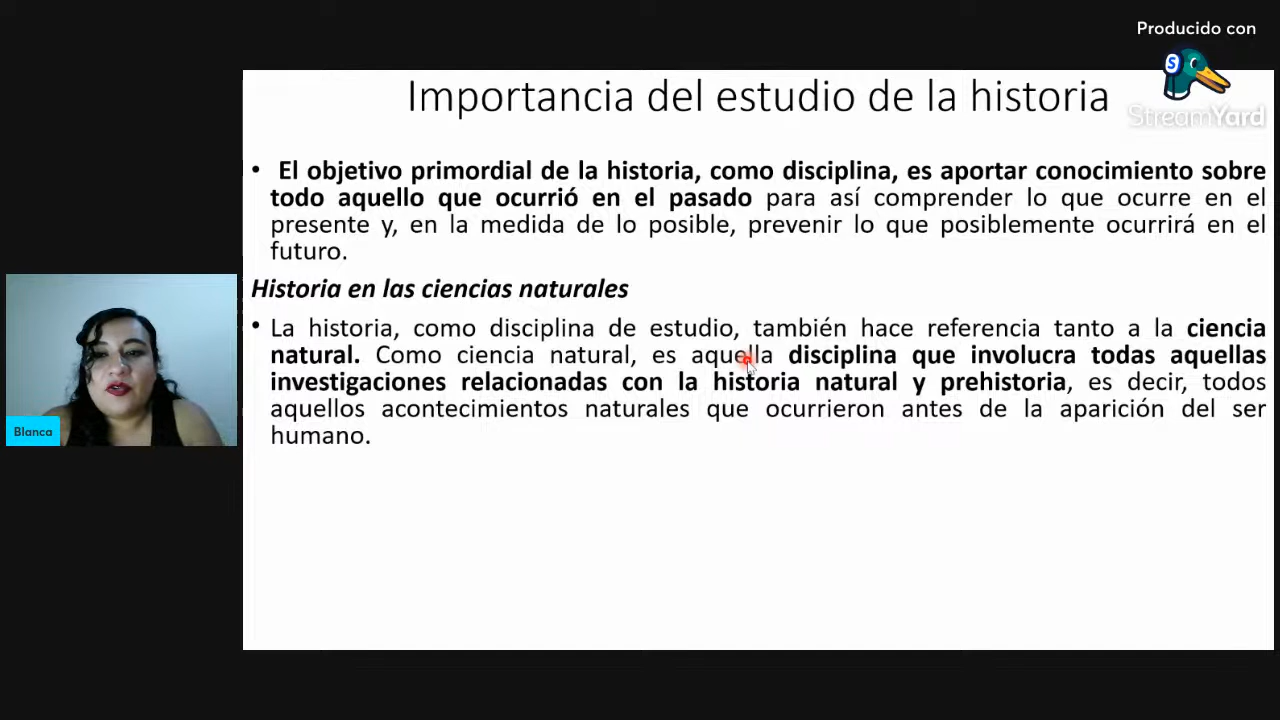 Producido con
StreamYard
Importancia del estudio de la historia
• El objetivo primordial de la historia, como disciplina, es aportar conocimiento sobre
todo aquello que ocurrió en el pasado para así comprender lo que ocurre en el
presente y, en la medida de lo posible, prevenir lo que posiblemente ocurrirá en el
futuro.
Historia en las ciencias naturales
• La historia, como disciplina de estudio, también hace referencia tanto a la ciencia
natural. Como ciencia natural, es aquella disciplina que involucra todas aquellas
investigaciones relacionadas con la historia natural y prehistoria, es decir, todos
aquellos acontecimientos naturales que ocurrieron antes de la aparición del ser
humano.
Blanca